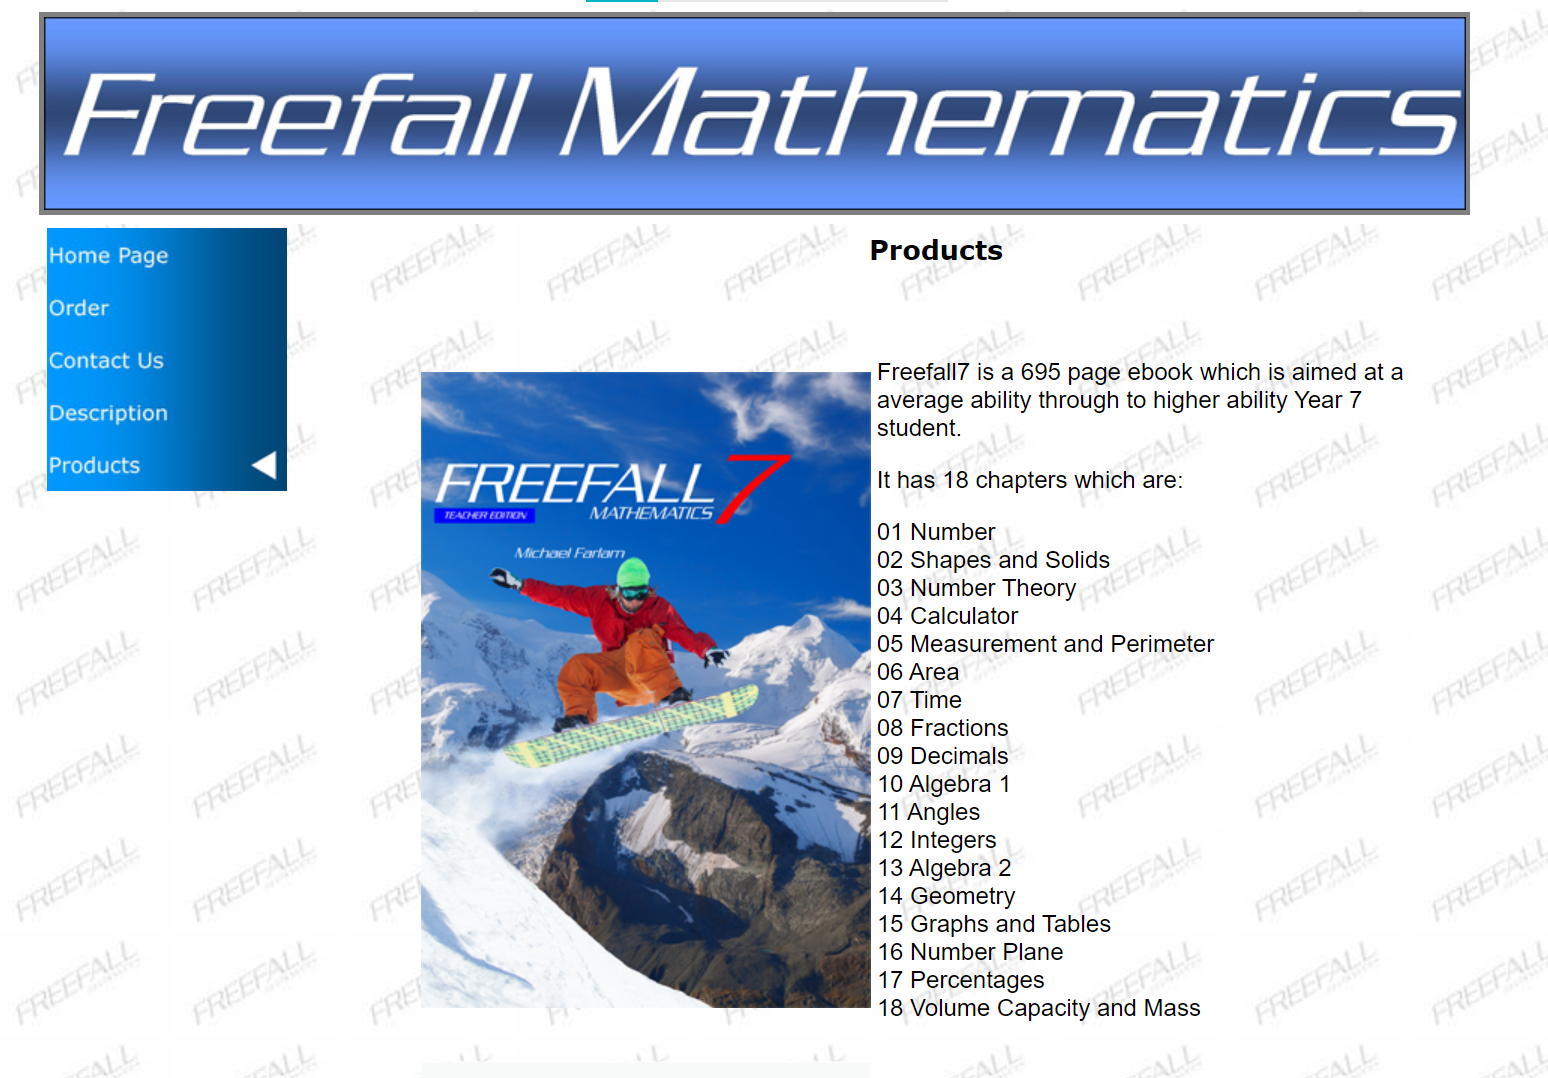 Freefall Mathematics
Home Page
Order
Contact Us
Description
Products
Products
FREEFALL 7
TEACHER EDITION
MATHEMATICS
Michael Farlam
Freefall7 is a 695 page ebook which is aimed at a
average ability through to higher ability Year 7
student.
It has 18 chapters which are:
01 Number
02 Shapes and Solids
03 Number Theory
04 Calculator
05 Measurement and Perimeter
06 Area
07 Time
08 Fractions
09 Decimals
10 Algebra 1
11 Angles
12 Integers
13 Algebra 2
14 Geometry
15 Graphs and Tables
16 Number Plane
17 Percentages
18 Volume Capacity and Mass